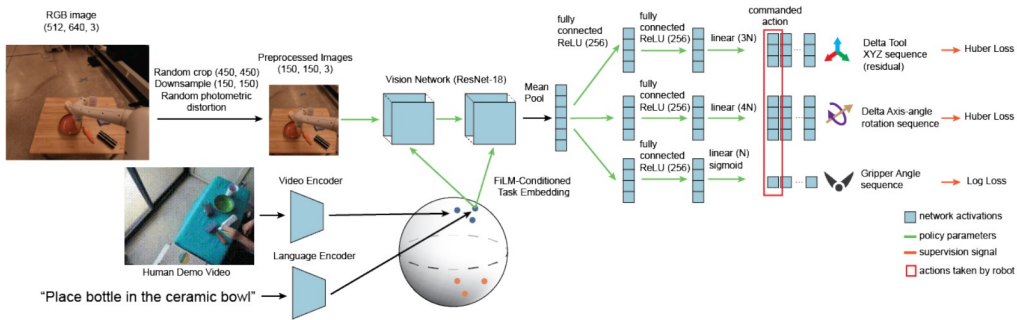 RGB image
(512, 640, 3)
Random crop (450, 450)
Downsample (150, 150)
Random photometric
distortion
Preprocessed Images
(150, 150, 3)
Vision Network (ResNet-18)
Mean
Pool
fully
connected
ReLU (256)
fully
connected
ReLU (256)
linear (3N)
commanded
action
Delta Tool
XYZ sequence
(residual)
Huber Loss
fully
connected
ReLU (256)
linear (4N)
Delta Axis-angle
rotation sequence
Huber Loss
fully
connected
ReLU (256)
linear (N)
sigmoid
Gripper Angle
sequence
Log Loss
FiLM-Conditioned
Task Embedding
Video Encoder
Human Demo Video
Language Encoder
“Place bottle in the ceramic bowl”
network activations
policy parameters
supervision signal
actions taken by robot